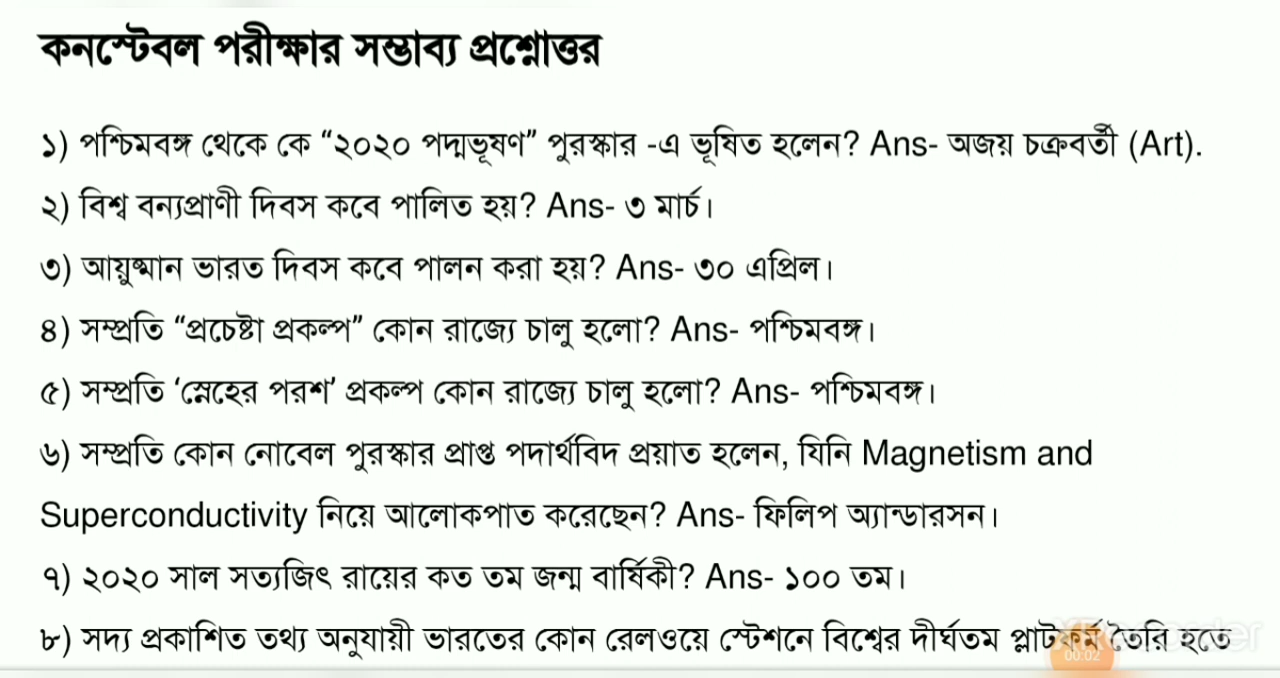 কনস্টেবল পরীক্ষার সম্ভাব্য প্রশ্নোত্তর
১) পশ্চিমবঙ্গ থেকে কে “২০২০ পদ্মভূষণ” পুরস্কার -এ ভূষিত হলেন? Ans- অজয় চক্রবর্তী (Art).
২) বিশ্ব বন্যপ্রাণী দিবস কবে পালিত হয়? Ans- ৩ মার্চ।
৩) আয়ুষ্মান ভারত দিবস কবে পালন করা হয়? Ans- ৩০ এপ্রিল।
৪) সম্প্রতি “প্রচেষ্টা প্রকল্প” কোন রাজ্যে চালু হলো? Ans- পশ্চিমবঙ্গ।
৫) সম্প্রতি ‘স্নেহের পরশ’ প্রকল্প কোন রাজ্যে চালু হলো? Ans- পশ্চিমবঙ্গ।
৬) সম্প্রতি কোন নোবেল পুরস্কার প্রাপ্ত পদার্থবিদ প্রয়াত হলেন, যিনি Magnetism and
Superconductivity নিয়ে আলোকপাত করেছেন? Ans- ফিলিপ অ্যান্ডারসন।
৭) ২০২০ সাল সত্যজিৎ রায়ের কত তম জন্ম বার্ষিকী? Ans- ১০০ তম।
৮) সদ্য প্রকাশিত তথ্য অনুযায়ী ভারতের কোন রেলওয়ে স্টেশনে বিশ্বের দীর্ঘতম প্লাটফর্ম তৈরি হতে
XRecorder
00:02